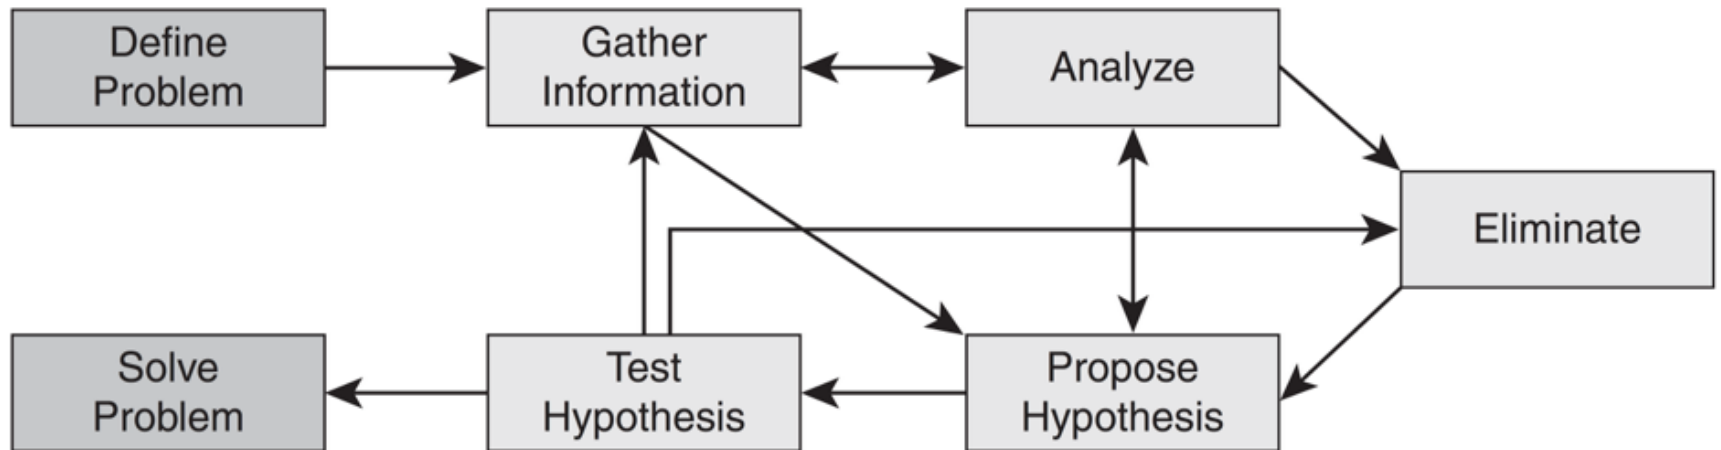 Define
Problem
Gather
Information
Analyze
Eliminate
Solve
Problem
Test
Hypothesis
Propose
Hypothesis